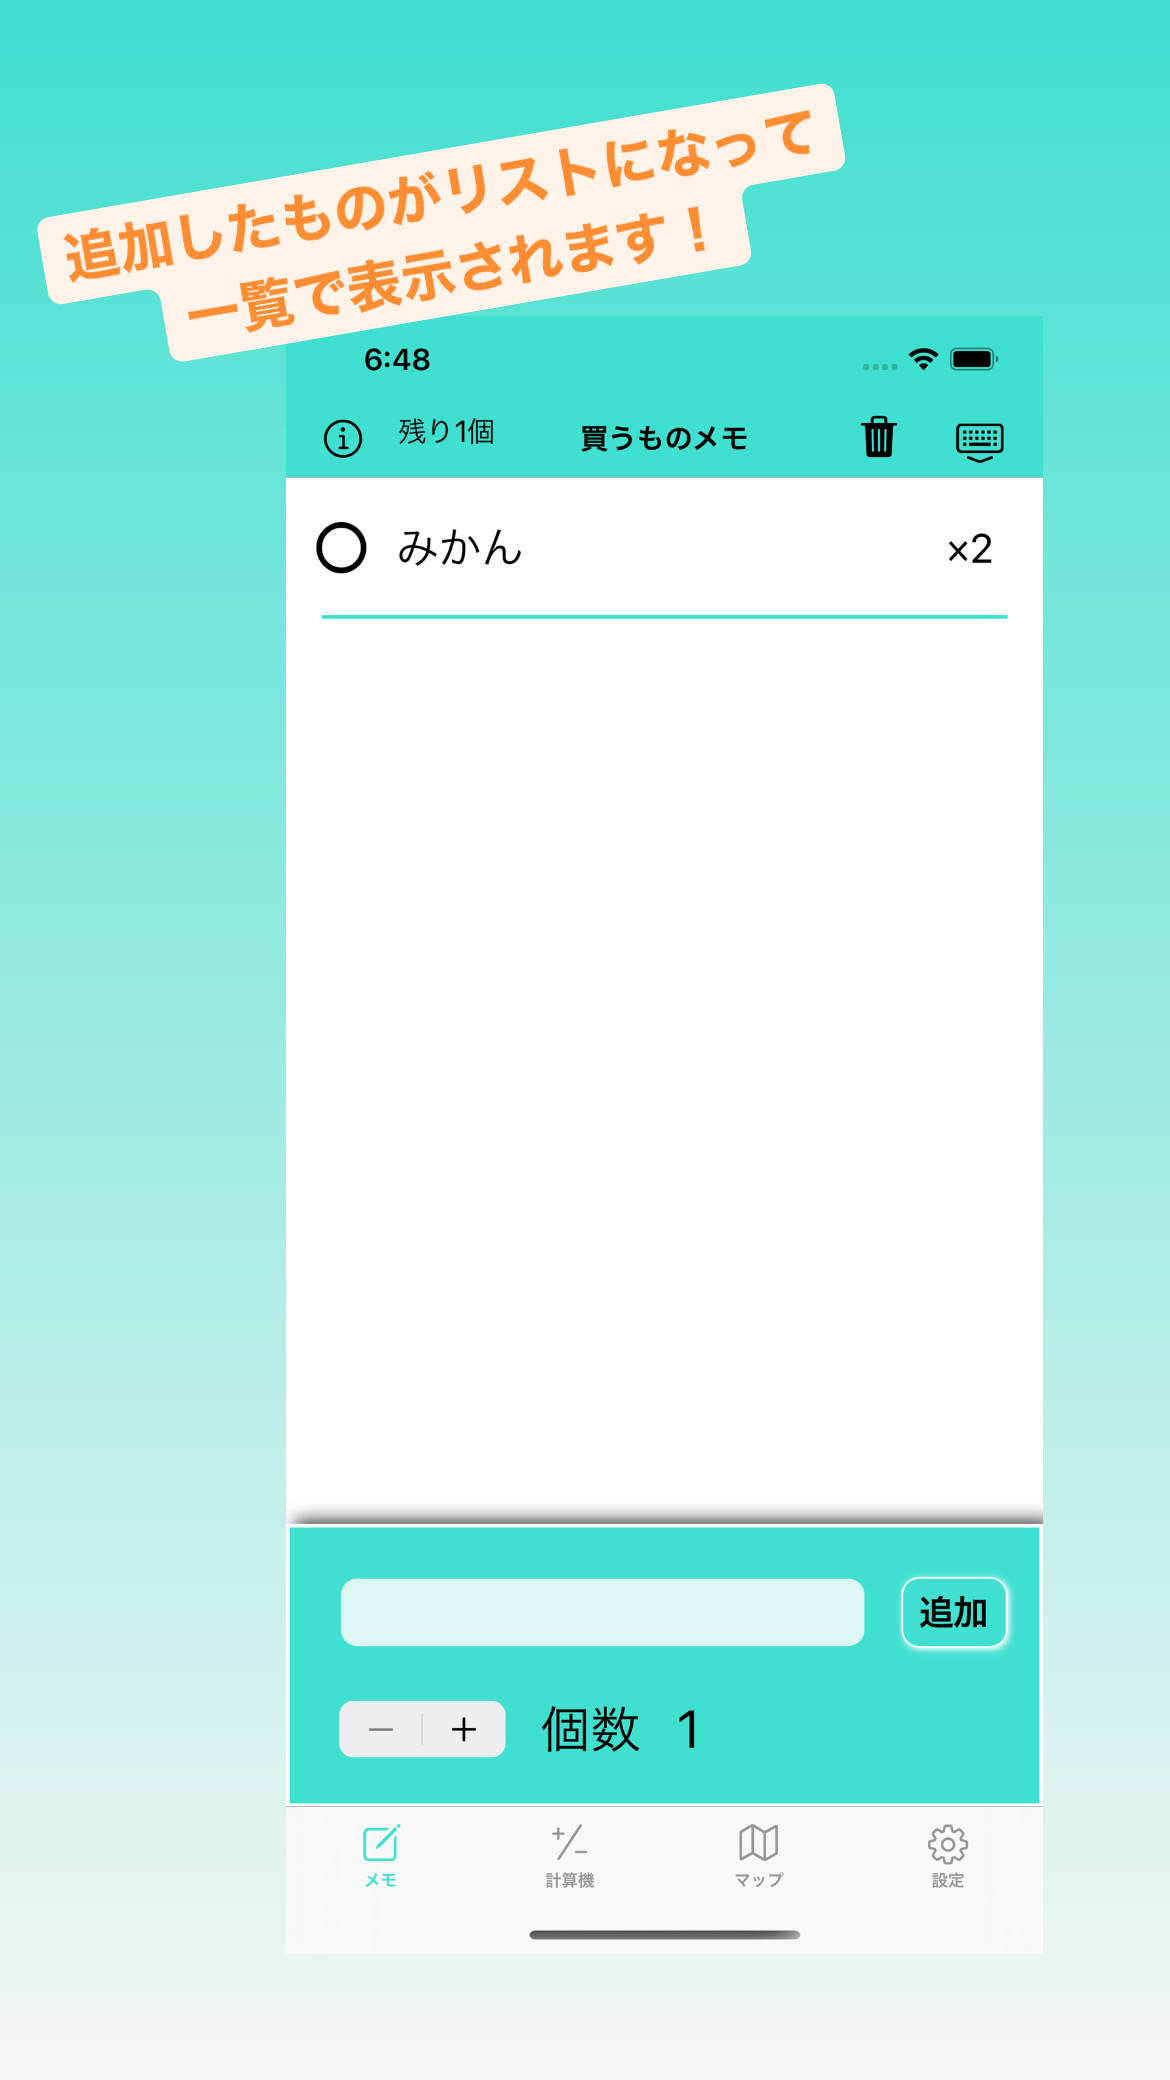 追加したものがリストになって
一覧で表示されます！
6:48
残り1個
買うものメモ
みかん
×2
追加
個数 1
メモ
計算機
マップ
設定